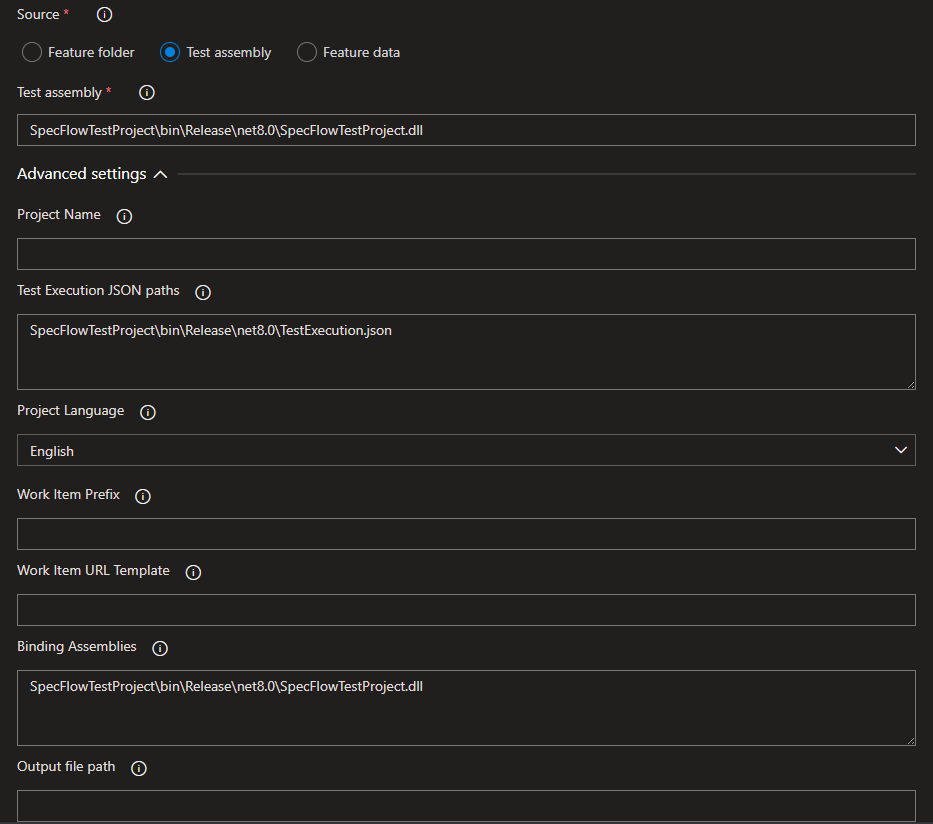 Source *
Feature folder Test assembly Feature data
Test assembly *
SpecFlowTestProject\bin\Release\net8.0\SpecFlowTestProject.dll
Advanced settings
Project Name
Test Execution JSON paths
SpecFlowTestProject\bin\Release\net8.0\TestExecution.json
Project Language
English
Work Item Prefix
Work Item URL Template
Binding Assemblies
SpecFlowTestProject\bin\Release\net8.0\SpecFlowTestProject.dll
Output file path